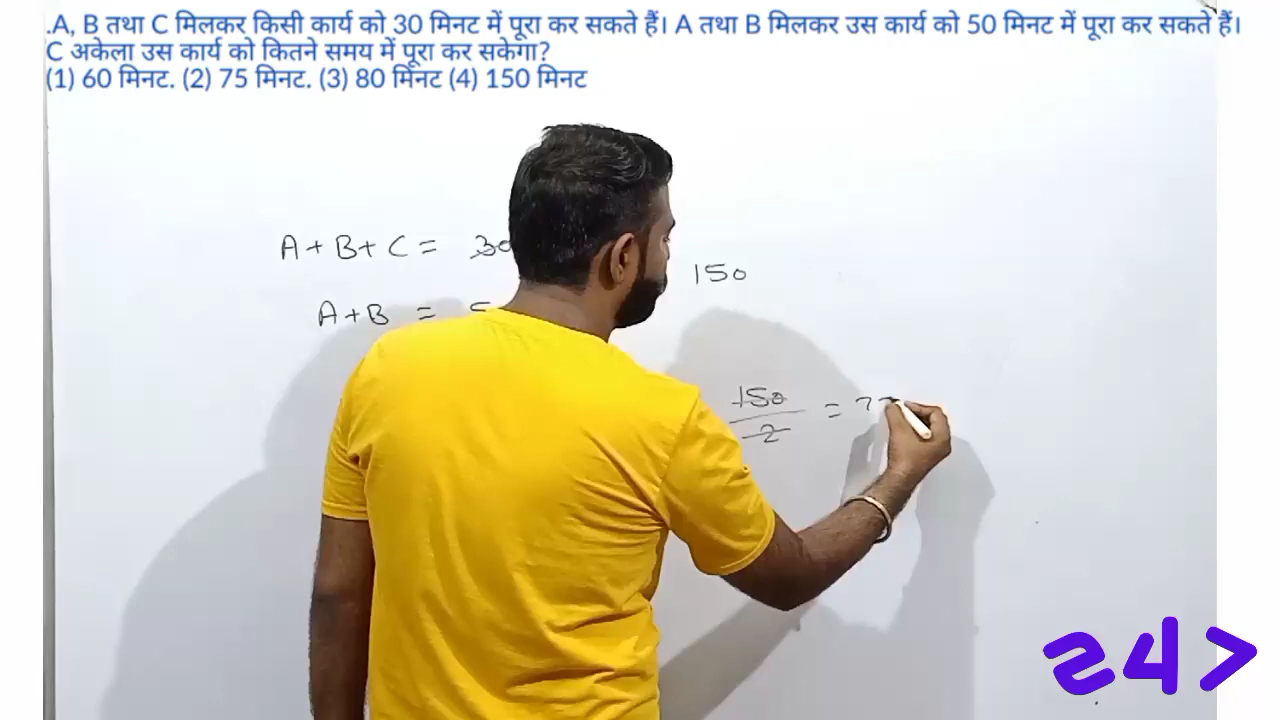 .A, B तथा C मिलकर किसी कार्य को 30 मिनट में पूरा कर सकते हैं। A तथा B मिलकर उस कार्य को 50 मिनट में पूरा कर सकते हैं।
C अकेला उस कार्य को कितने समय में पूरा कर सकेगा?
(1) 60 मिनट. (2) 75 मिनट. (3) 80 मिनट (4) 150 मिनट
A + B + C = 30
150
A + B =
150
2
=